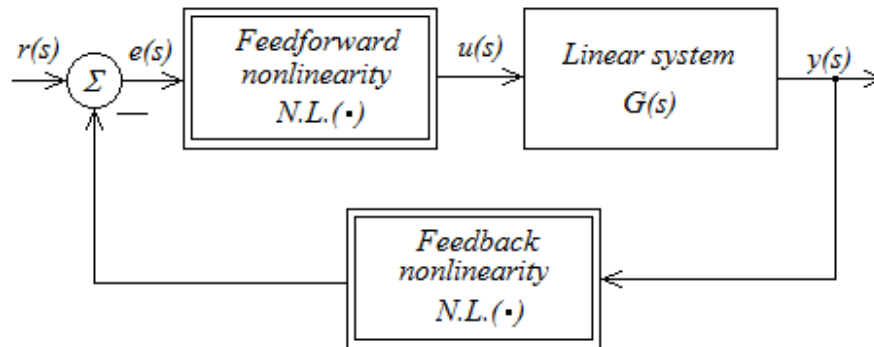 r(s)
Σ
e(s)
Feedforward
nonlinearity
N.L.(·)
u(s)
Linear system
G(s)
y(s)
—
Feedback
nonlinearity
N.L.(·)